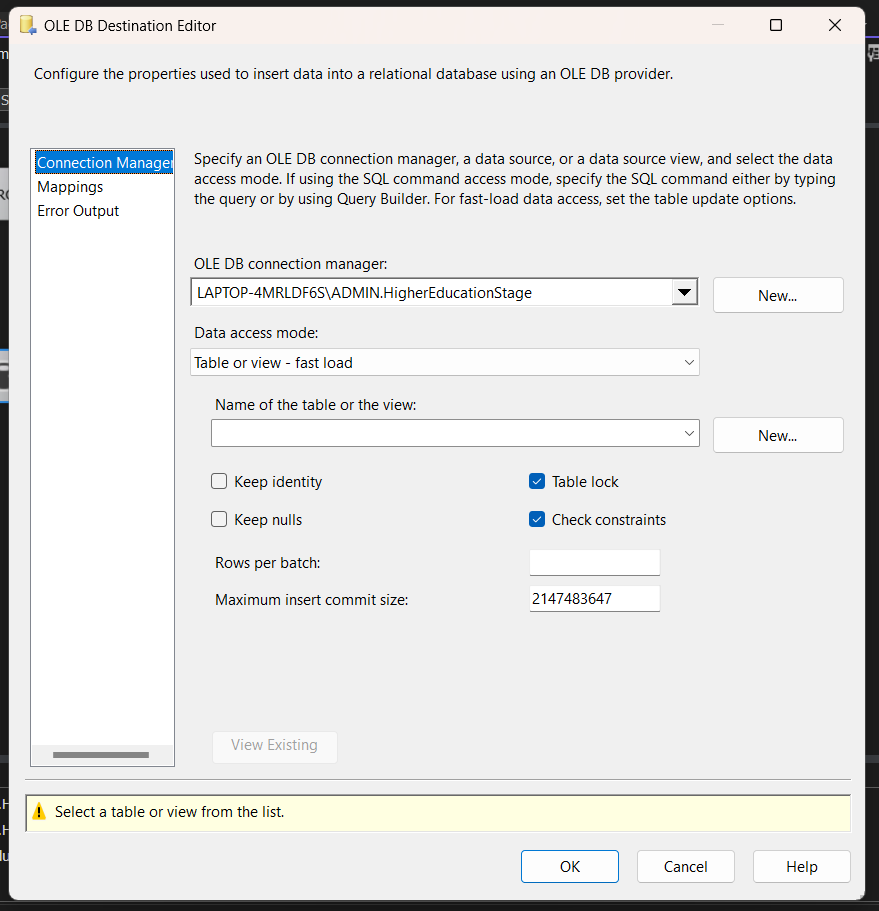 OLE DB Destination Editor
Configure the properties used to insert data into a relational database using an OLE DB provider.
Connection Manager
Mappings
Error Output
Specify an OLE DB connection manager, a data source, or a data source view, and select the data
access mode. If using the SQL command access mode, specify the SQL command either by typing
the query or by using Query Builder. For fast-load data access, set the table update options.
OLE DB connection manager:
LAPTOP-4MRLDF6S\ADMIN.HigherEducationStage
New...
Data access mode:
Table or view - fast load
Name of the table or the view:
New...
Keep identity
Table lock
Keep nulls
Check constraints
Rows per batch:
Maximum insert commit size:
2147483647
View Existing
Select a table or view from the list.
OK
Cancel
Help